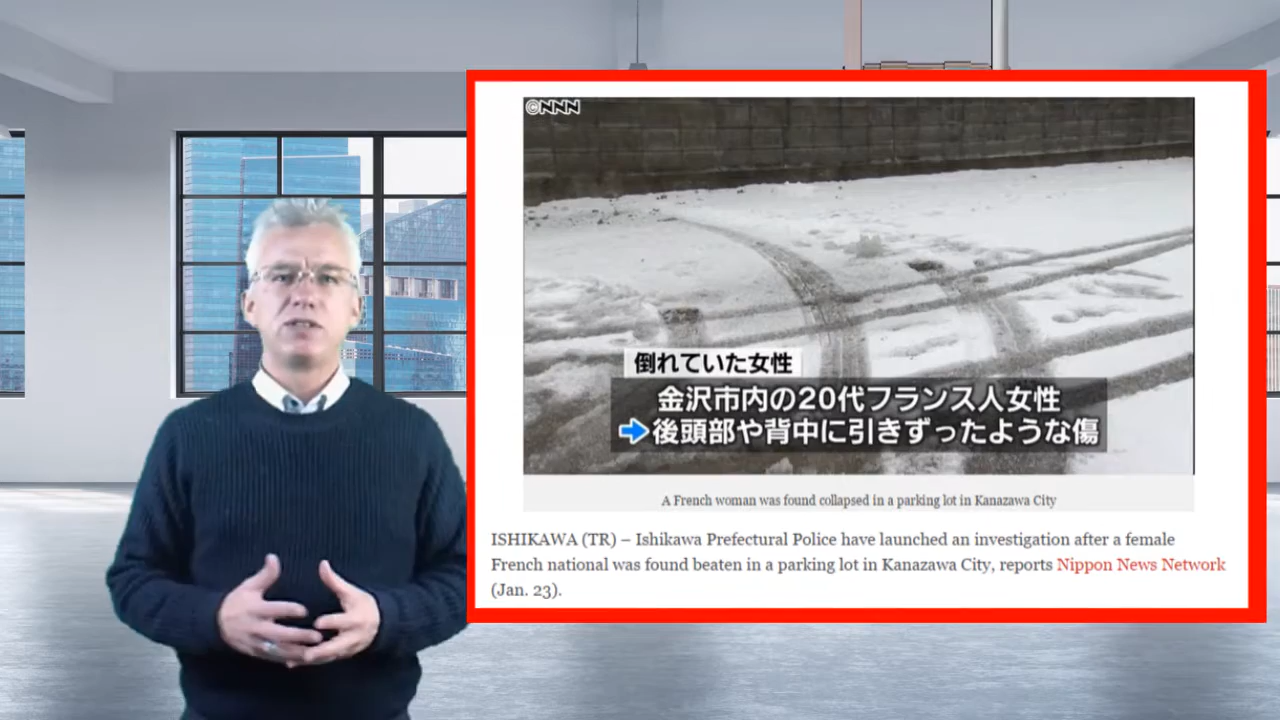 ©NNN
倒れていた女性
金沢市内の20代フランス人女性
➡後頭部や背中に引きずったような傷
A French woman was found collapsed in a parking lot in Kanazawa City
ISHIKAWA (TR) – Ishikawa Prefectural Police have launched an investigation after a female
French national was found beaten in a parking lot in Kanazawa City, reports Nippon News Network
(Jan. 23).